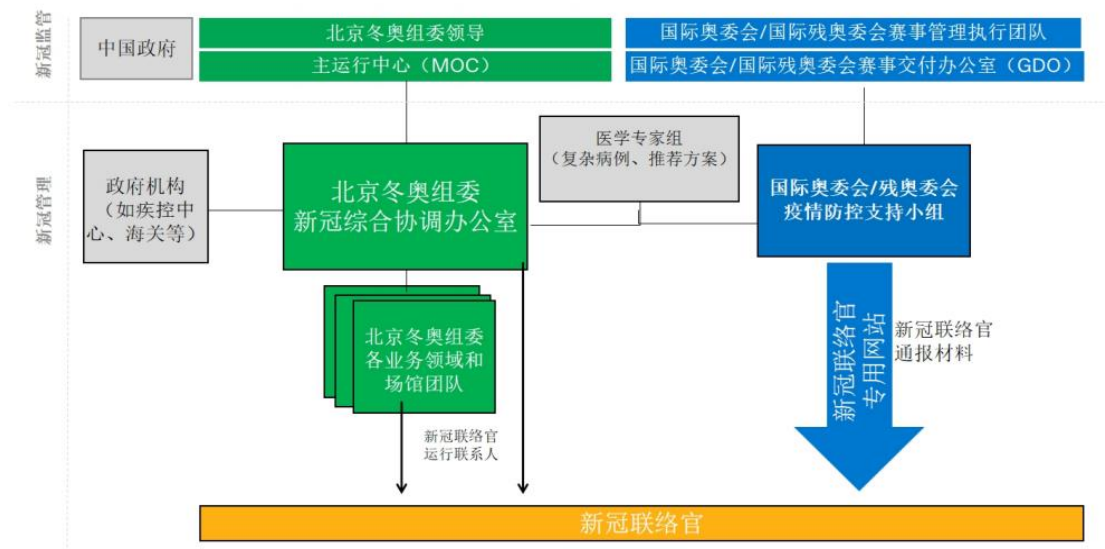 新冠监管
中国政府
北京冬奥组委领导
主运行中心（MOC）
国际奥委会/国际残奥委会赛事管理执行团队
国际奥委会/国际残奥委会赛事交付办公室（GDO）
新冠管理
政府机构
（如疾控中
心、海关等）
北京冬奥组委
新冠综合协调办公室
医学专家组
（复杂病例、推荐方案）
国际奥委会/残奥委会
疫情防控支持小组
北京冬奥组委
各业务领域和
场馆团队
新冠联络官
运行联系人
新冠联络官
专用网站
新冠联络官
通报材料
新冠联络官